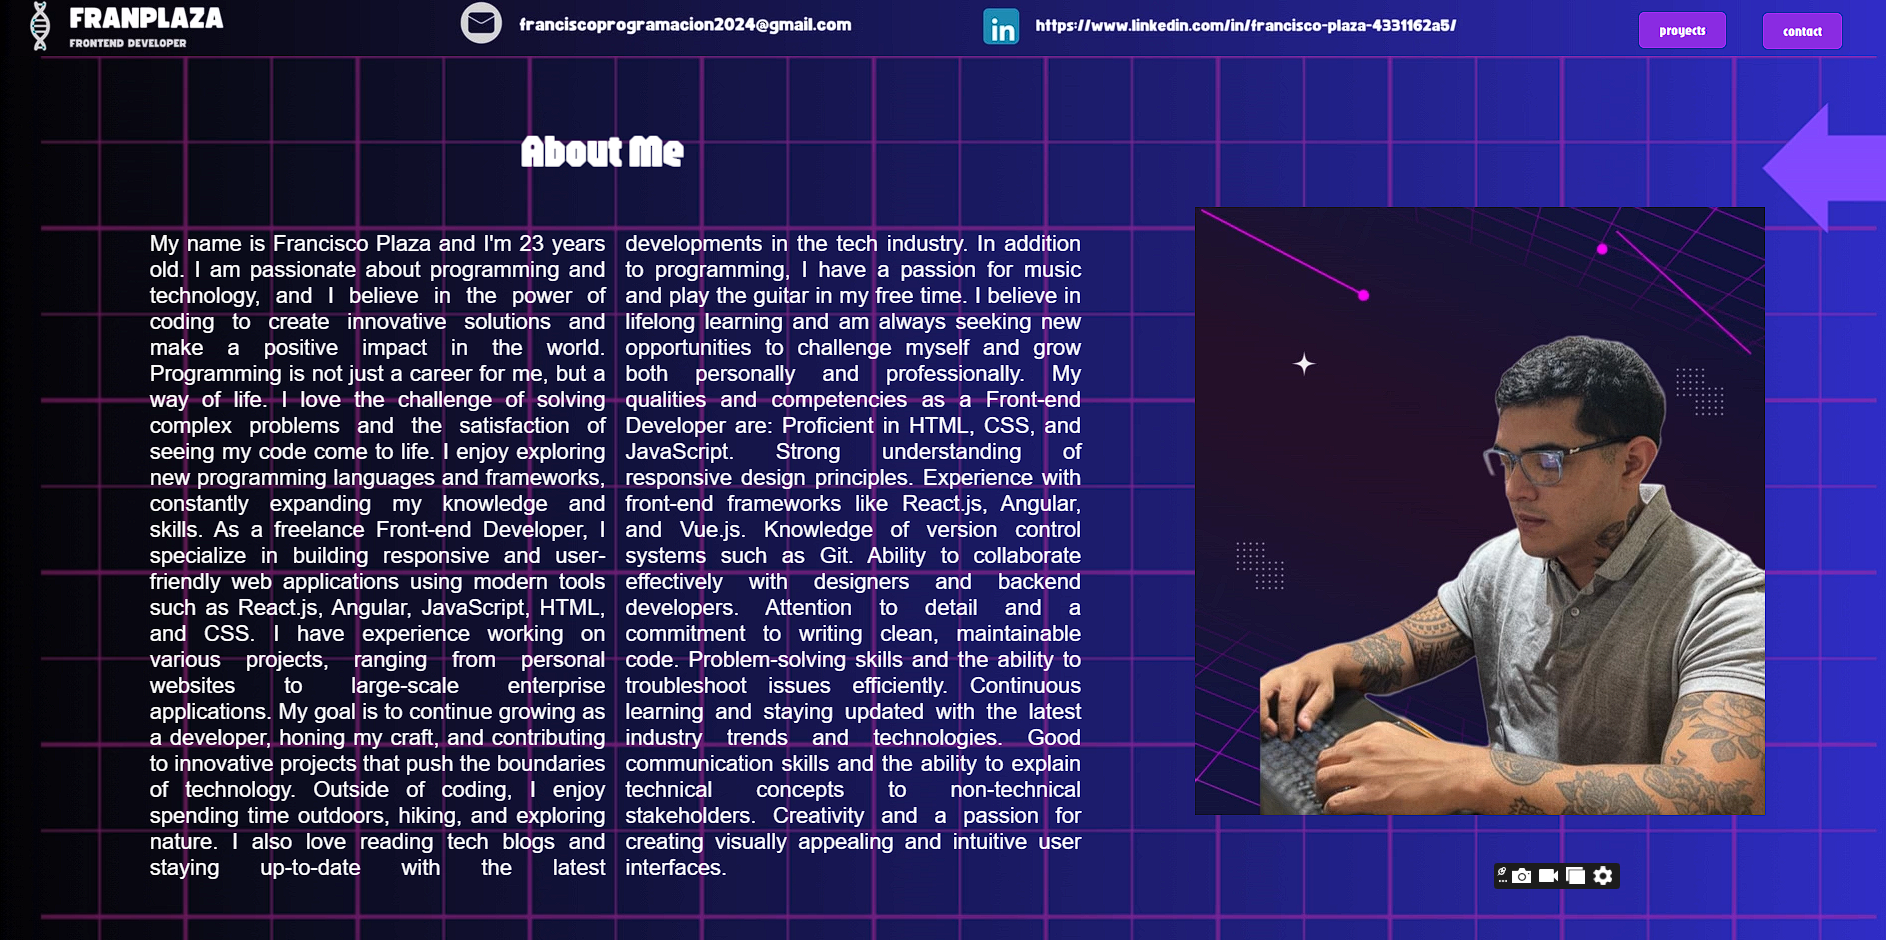 FRANPLAZA
FRONTEND DEVELOPER
franciscoprogramacion2024@gmail.com
in
https://www.linkedin.com/in/francisco-plaza-4331162a5/
proyects
contact
About Me
My name is Francisco Plaza and I'm 23 years
old. I am passionate about programming and
technology, and I believe in the power of
coding to create innovative solutions and
make a positive impact in the world.
Programming is not just a career for me, but a
way of life. I love the challenge of solving
complex problems and the satisfaction of
seeing my code come to life. I enjoy exploring
new programming languages and frameworks,
constantly expanding my knowledge and
skills. As a freelance Front-end Developer, I
specialize in building responsive and user-
friendly web applications using modern tools
such as React.js, Angular, JavaScript, HTML,
and CSS. I have experience working on
various projects, ranging from personal
websites to large-scale enterprise
applications. My goal is to continue growing as
a developer, honing my craft, and contributing
to innovative projects that push the boundaries
of technology. Outside of coding, I enjoy
spending time outdoors, hiking, and exploring
nature. I also love reading tech blogs and
staying up-to-date with the latest
developments in the tech industry. In addition
to programming, I have a passion for music
and play the guitar in my free time. I believe in
lifelong learning and am always seeking new
opportunities to challenge myself and grow
both personally and professionally. My
qualities and competencies as a Front-end
Developer are: Proficient in HTML, CSS, and
JavaScript. Strong understanding of
responsive design principles. Experience with
front-end frameworks like React.js, Angular,
and Vue.js. Knowledge of version control
systems such as Git. Ability to collaborate
effectively with designers and backend
developers. Attention to detail and a
commitment to writing clean, maintainable
code. Problem-solving skills and the ability to
troubleshoot issues efficiently. Continuous
learning and staying updated with the latest
industry trends and technologies. Good
communication skills and the ability to explain
technical concepts to non-technical
stakeholders. Creativity and a passion for
creating visually appealing and intuitive user
interfaces.